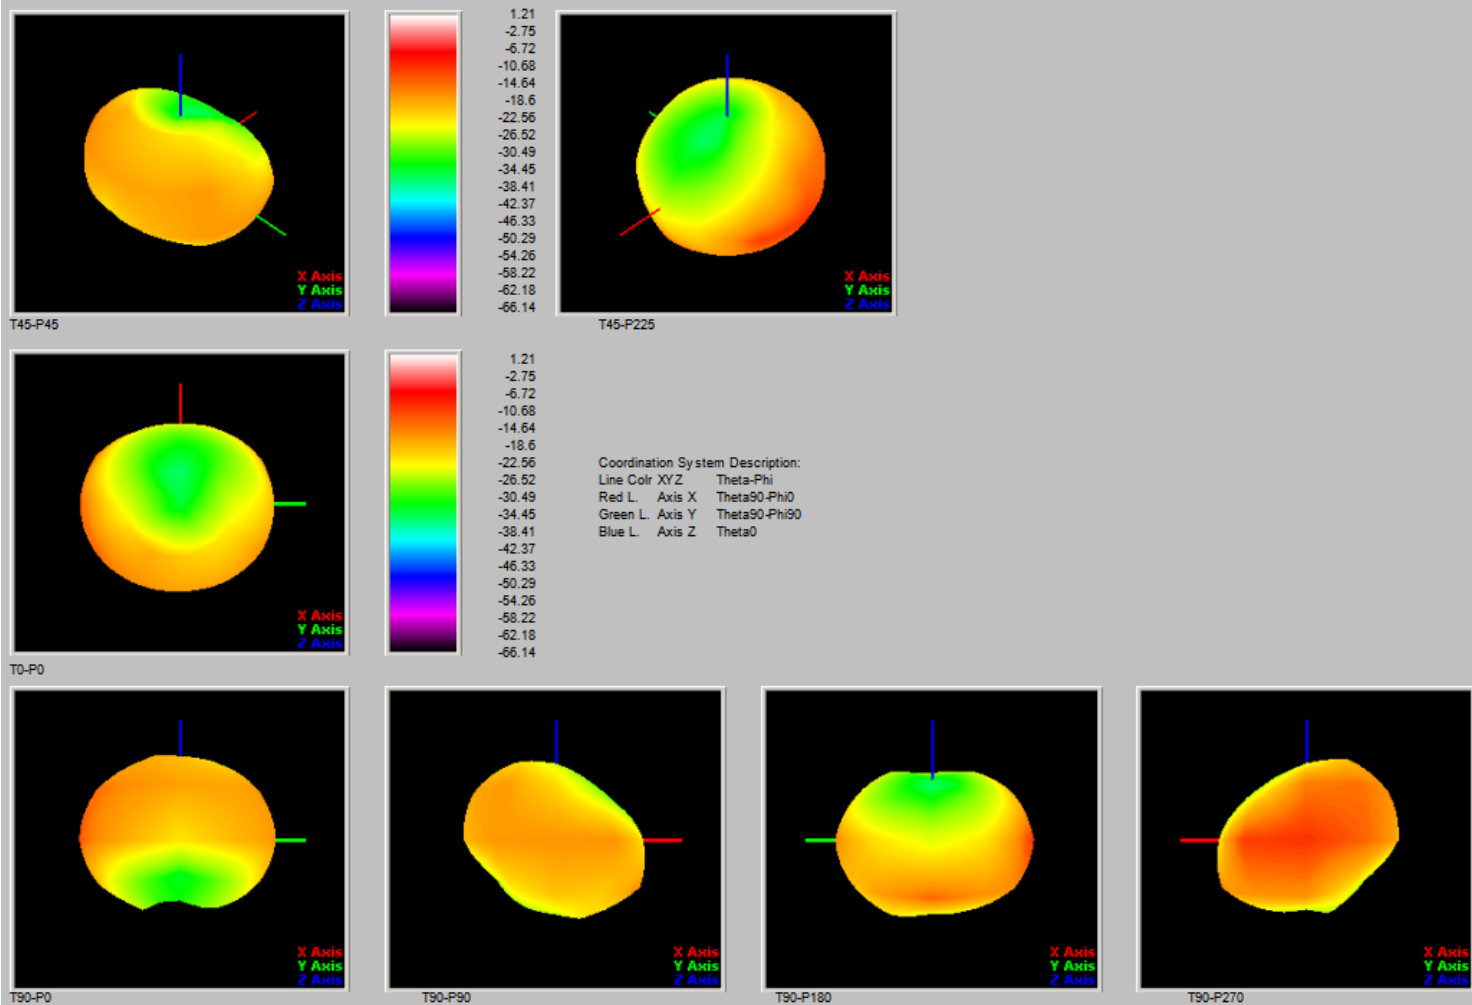 1.21
-2.75
-6.72
-10.68
-14.64
-18.6
-22.56
-26.52
-30.49
-34.45
-38.41
-42.37
-46.33
-50.29
-54.26
-58.22
-62.18
-66.14
X Axis
Y Axis
Z Axis
X Axis
Y Axis
Z Axis
T45-P45
T45-P225
1.21
-2.75
-6.72
-10.68
-14.64
-18.6
-22.56
-26.52
-30.49
-34.45
-38.41
-42.37
-46.33
-50.29
-54.26
-58.22
-62.18
-66.14
Coordination System Description:
Line Colr XYZ Theta-Phi
Red L. Axis X Theta90-Phi0
Green L. Axis Y Theta90-Phi90
Blue L. Axis Z Theta0
X Axis
Y Axis
Z Axis
T0-P0
X Axis
Y Axis
Z Axis
X Axis
Y Axis
Z Axis
X Axis
Y Axis
Z Axis
X Axis
Y Axis
Z Axis
T90-P0
T90-P90
T90-P180
T90-P270